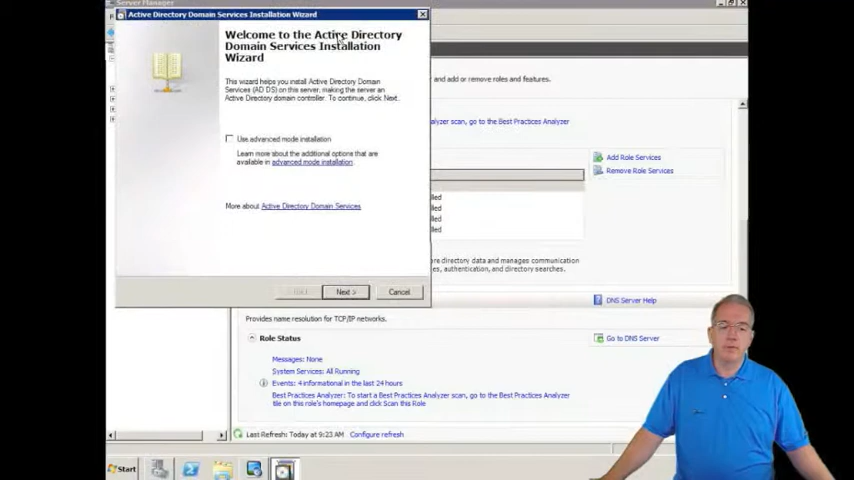 Server Manager
Active Directory Domain Services Installation Wizard
Welcome to the Active Directory
Domain Services Installation
Wizard
This wizard helps you install Active Directory Domain
Services (AD DS) on this server, making the server an
Active Directory domain controller. To continue, click Next.
Use advanced mode installation
Learn more about the additional options that are
available in advanced mode installation.
More about Active Directory Domain Services
Next >
Cancel
and add or remove roles and features.
alyzer scan, go to the Best Practices Analyzer
Add Role Services
Remove Role Services
lled
lled
lled
lled
re directory data and manages communication
es, authentication, and directory searches.
DNS Server Help
Provides name resolution for TCP/IP networks.
Role Status
Go to DNS Server
Messages: None
System Services: All Running
Events: 4 informational in the last 24 hours
Best Practices Analyzer: To start a Best Practices Analyzer scan, go to the Best Practices Analyzer
tile on this role's homepage and click Scan this Role
Last Refresh: Today at 9:23 AM Configure refresh
Start